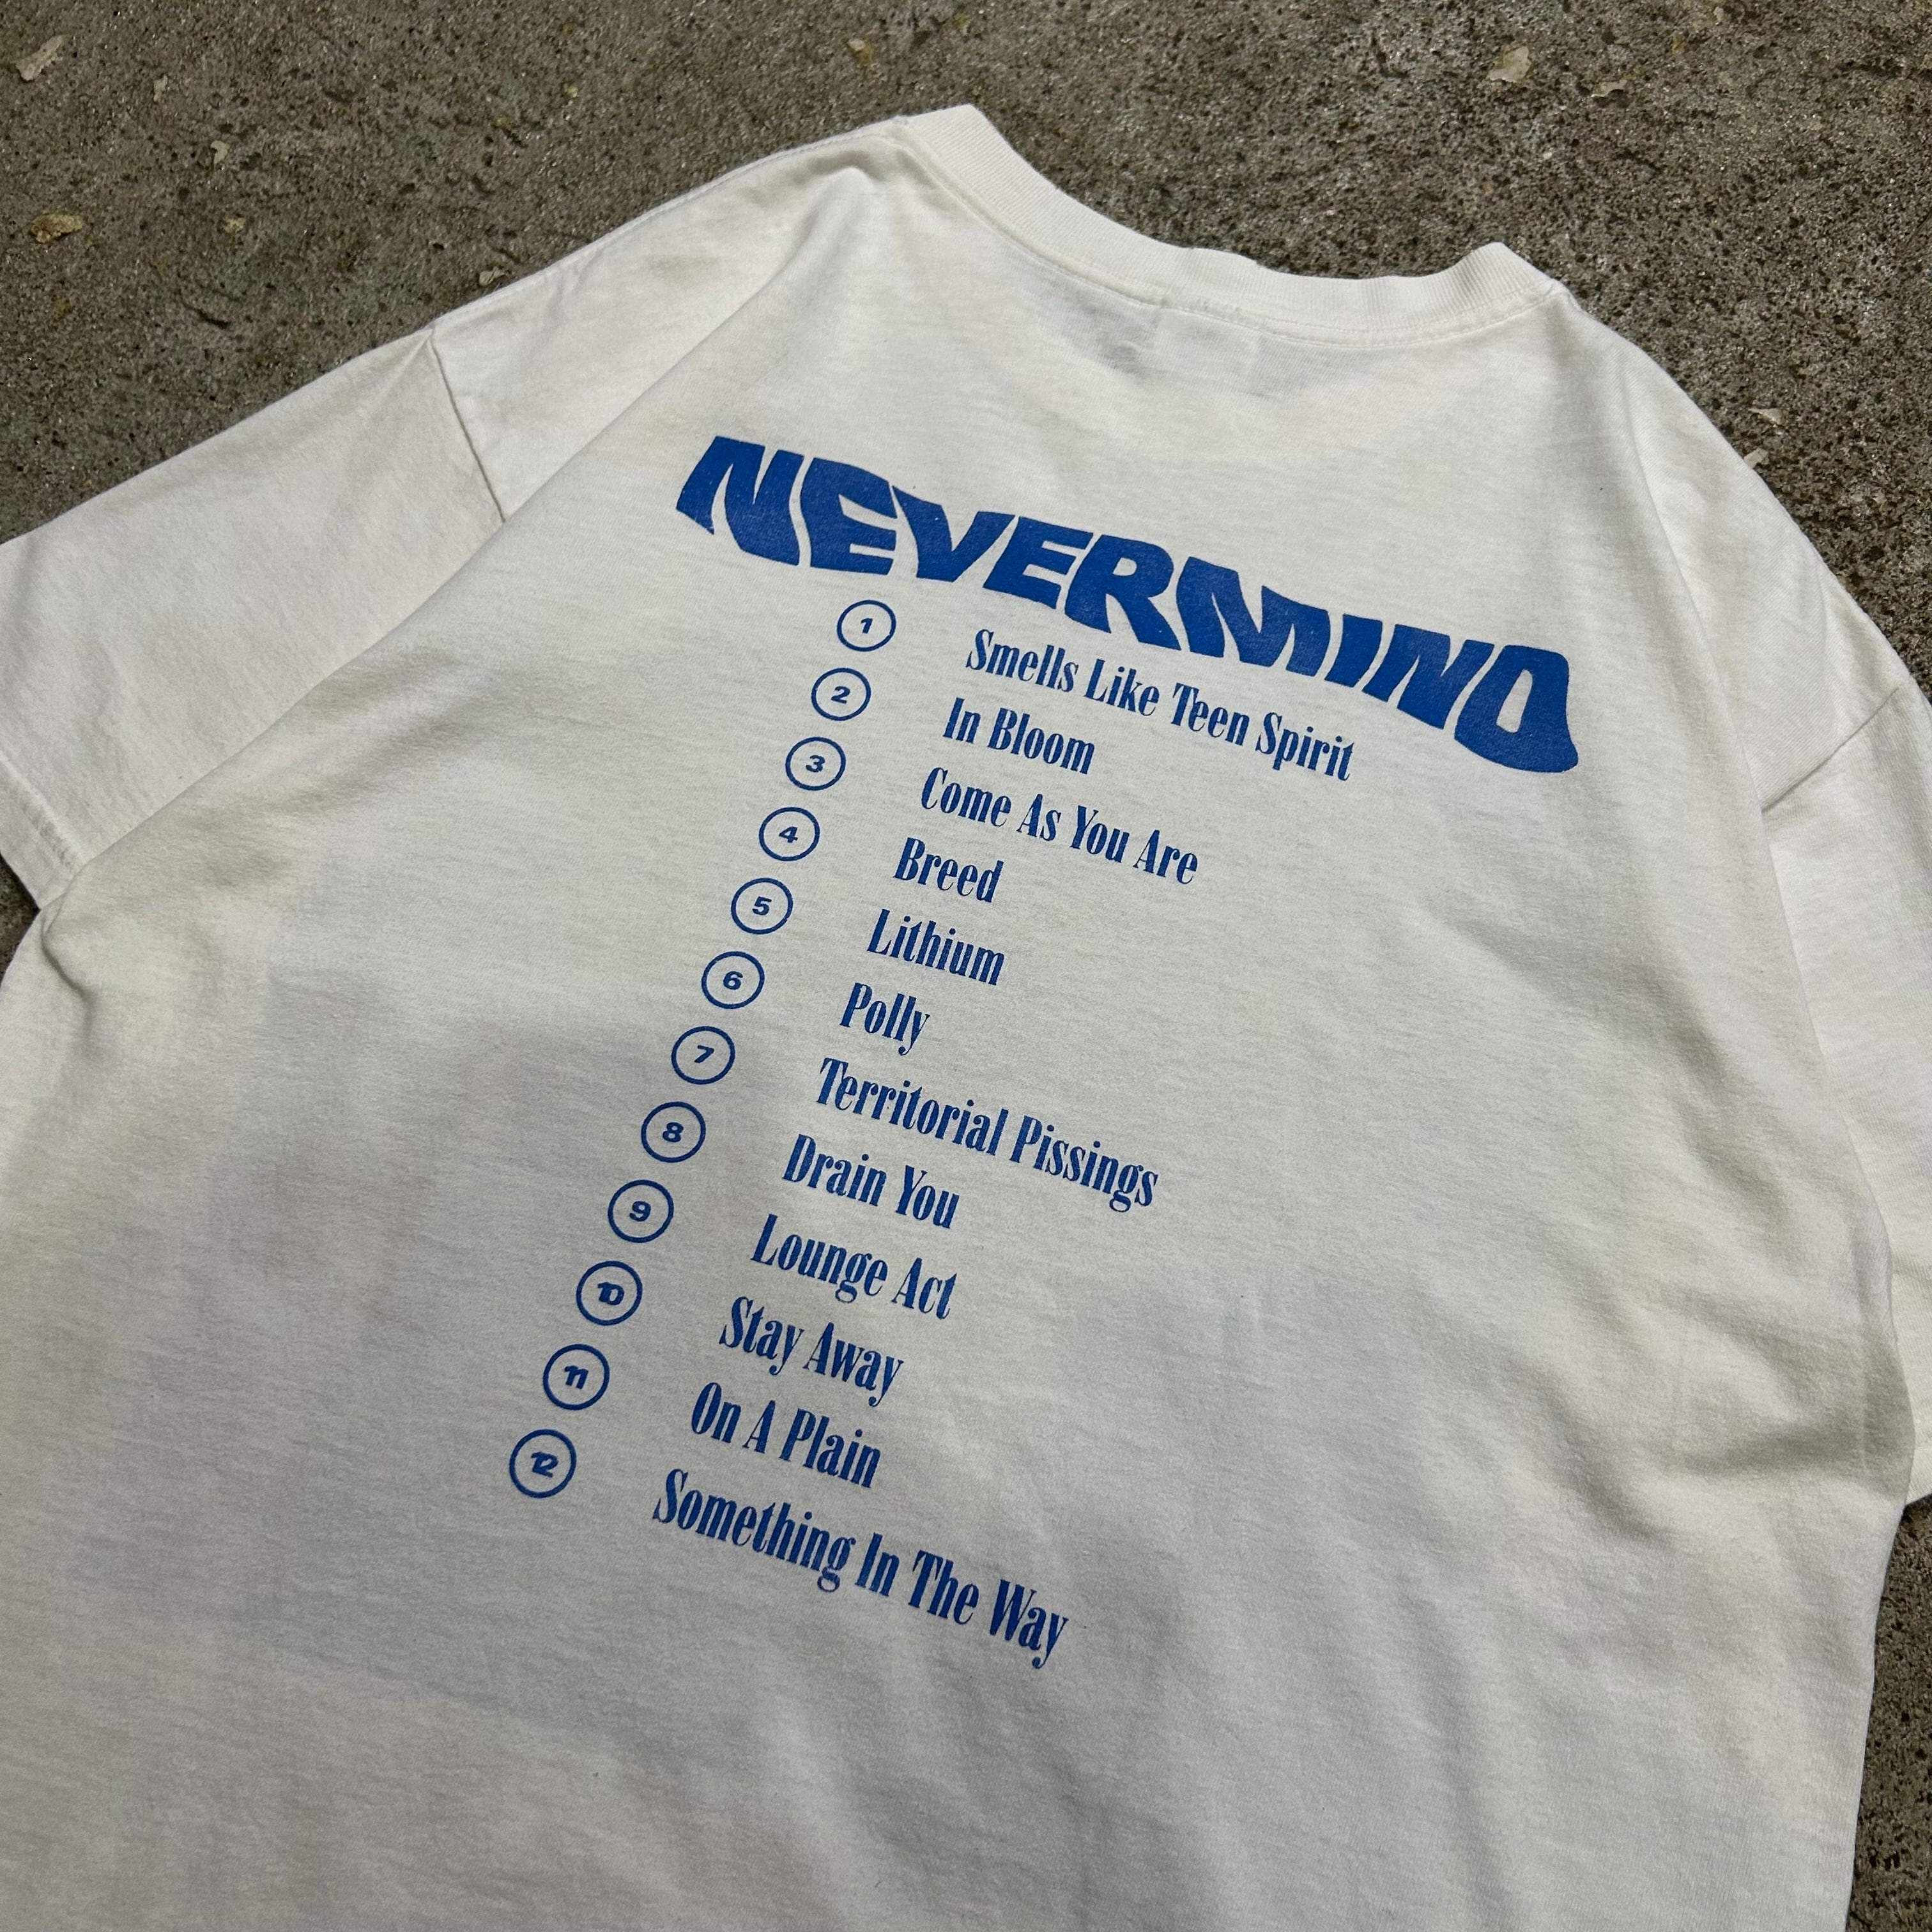 NEVERMIND
1 Smells Like Teen Spirit
2 In Bloom
3 Come As You Are
4 Breed
5 Lithium
6 Polly
7 Territorial Pissings
8 Drain You
9 Lounge Act
10 Stay Away
11 On A Plain
12 Something In The Way